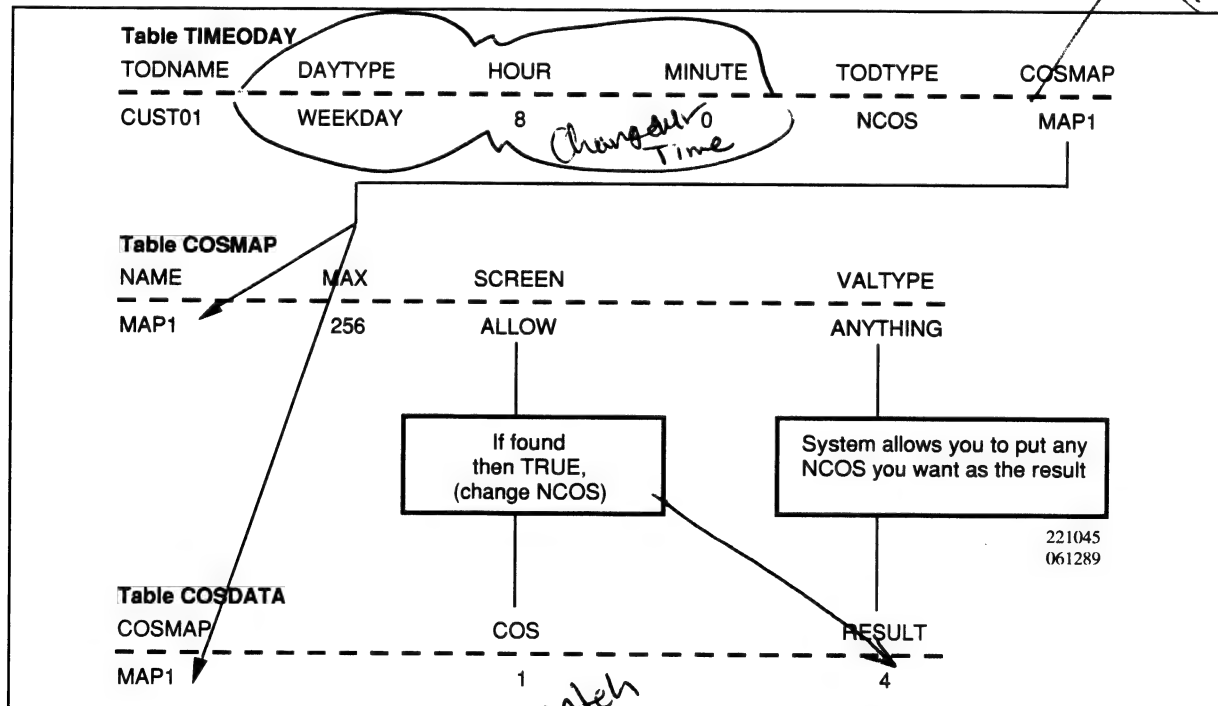 Table TIMEODAY
TODNAME DAYTYPE HOUR MINUTE TODTYPE COSMAP
CUST01 WEEKDAY 8 0 NCOS MAP1
Time
Table COSMAP
NAME MAX SCREEN VALTYPE
MAP1 256 ALLOW ANYTHING
If found
then TRUE,
(change NCOS)
System allows you to put any
NCOS you want as the result
221045
061289
Table COSDATA
COSMAP COS RESULT
MAP1 1 4